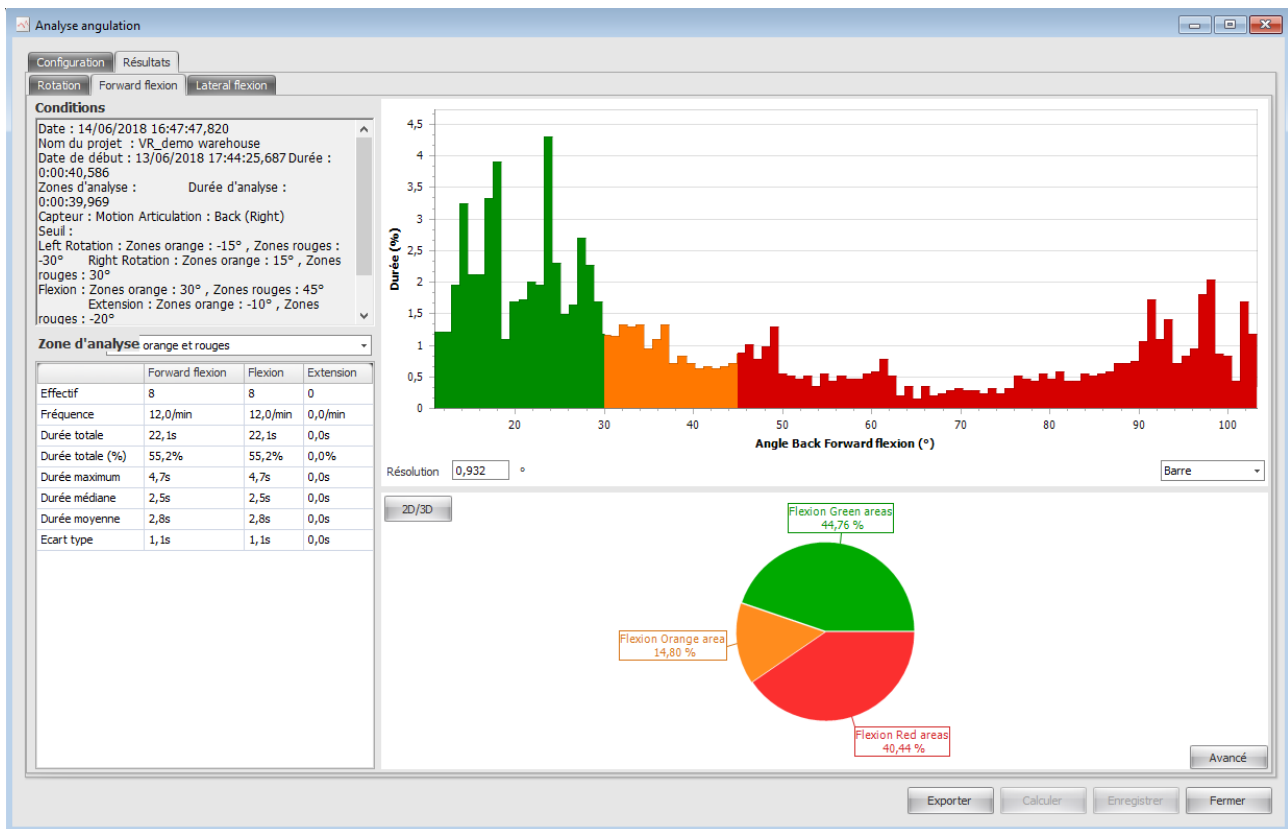 Analyse angulation
Configuration Résultats
Rotation Forward flexion Lateral flexion
Conditions
Date : 14/06/2018 16:47:47,820
Nom du projet : VR_demo warehouse
Date de début : 13/06/2018 17:44:25,687 Durée :
0:00:40,586
Zones d'analyse : Durée d'analyse :
0:00:39,969
Capteur : Motion Articulation : Back (Right)
Seuil :
Left Rotation : Zones orange : -15° , Zones rouges :
-30° Right Rotation : Zones orange : 15° , Zones
rouges : 30°
Flexion : Zones orange : 30° , Zones rouges : 45°
Extension : Zones orange : -10° , Zones
rouges : -20°
Zone d'analyse orange et rouges
Forward flexion Flexion Extension
Effectif 8 8 0
Fréquence 12,0/min 12,0/min 0,0/min
Durée totale 22,1s 22,1s 0,0s
Durée totale (%) 55,2% 55,2% 0,0%
Durée maximum 4,7s 4,7s 0,0s
Durée médiane 2,5s 2,5s 0,0s
Durée moyenne 2,8s 2,8s 0,0s
Ecart type 1,1s 1,1s 0,0s
Durée (%)
4,5
4
3,5
3
2,5
2
1,5
1
0,5
0
20 30 40 50 60 70 80 90 100
Angle Back Forward flexion (°)
Résolution 0,932 ° Barre
2D/3D
Flexion Green areas
44,76 %
Flexion Orange area
14,80 %
Flexion Red areas
40,44 %
Avancé
Exporter Calculer Enregistrer Fermer